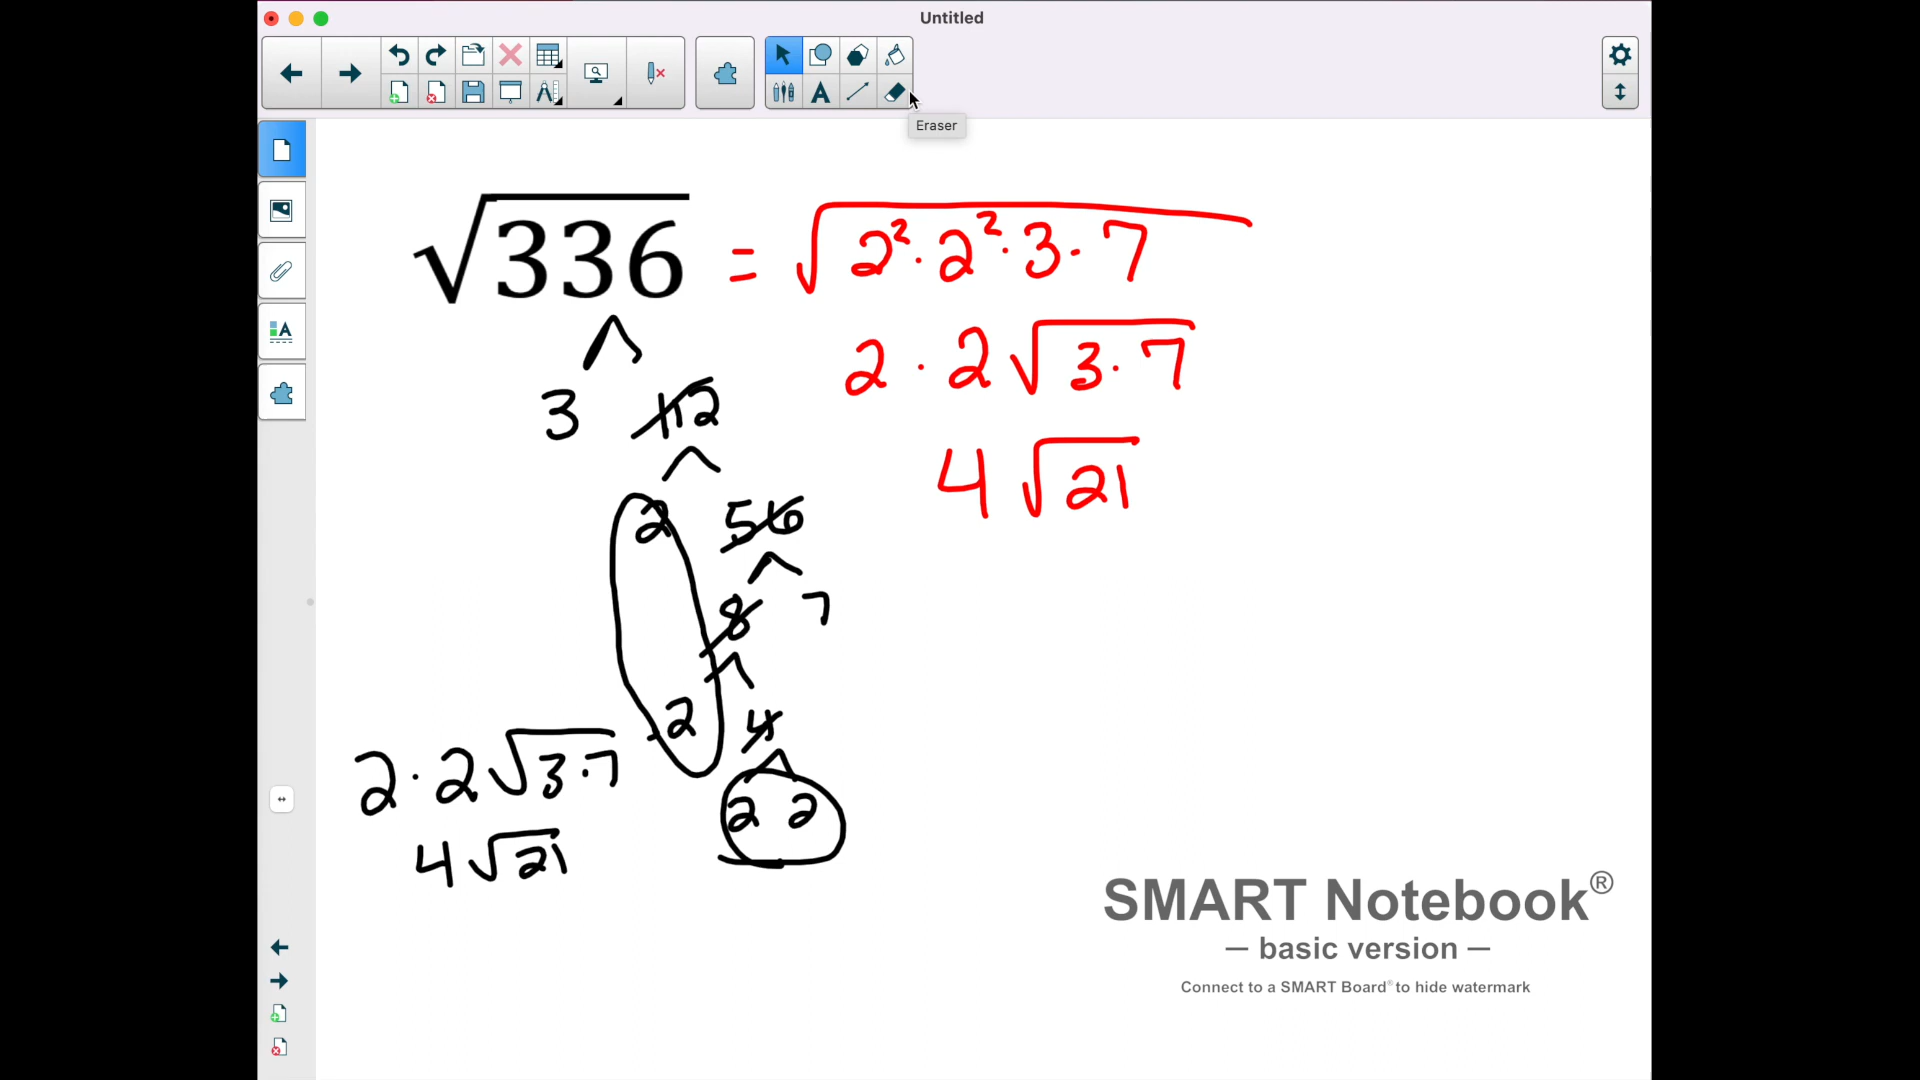 Untitled
Eraser
√336 = √2²·2²·3·7
2·2√3·7
4√21
3 112
2 56
8 7
2 4
2 2
2·2√3·7
4√21
SMART Notebook®
— basic version —
Connect to a SMART Board® to hide watermark